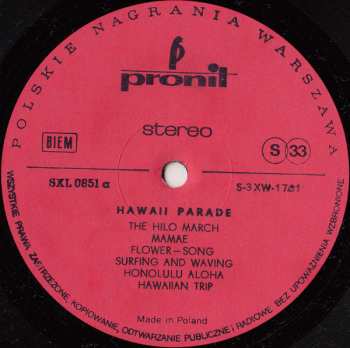 POLSKIE NAGRANIA WARSZAWA
pronit
stereo
BIEM
S 33
SXL 0851 a
S-3 XW-1781
HAWAII PARADE
THE HILO MARCH
MAMAE
FLOWER-SONG
SURFING AND WAVING
HONOLULU ALOHA
HAWAIIAN TRIP
Made in Poland
WSZYSTKIE PRAWA ZASTRZEŻONE, KOPIOWANIE, ODTWARZANIE PUBLICZNE i RADIOWE BEZ UPOWAŻNIENIA WZBRONIONE